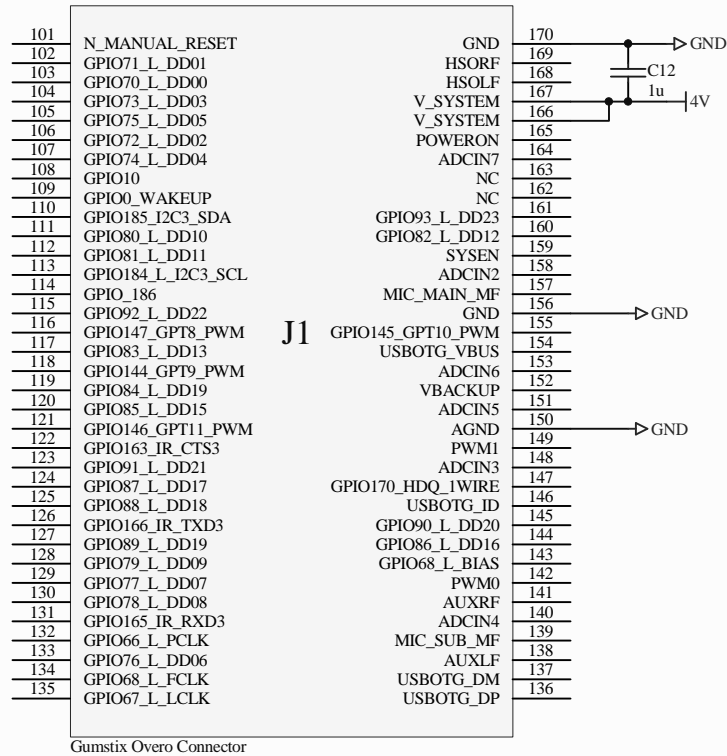 101 N_MANUAL_RESET GND 170 GND
102 GPIO71_L_DD01 HSORF 169
103 GPIO70_L_DD00 HSOLF 168 C12
104 GPIO73_L_DD03 V_SYSTEM 167 1u 4V
105 GPIO75_L_DD05 V_SYSTEM 166
106 GPIO72_L_DD02 POWERON 165
107 GPIO74_L_DD04 ADCIN7 164
108 GPIO10 NC 163
109 GPIO0_WAKEUP NC 162
110 GPIO185_I2C3_SDA GPIO93_L_DD23 161
111 GPIO80_L_DD10 GPIO82_L_DD12 160
112 GPIO81_L_DD11 SYSEN 159
113 GPIO184_L_I2C3_SCL ADCIN2 158
114 GPIO_186 MIC_MAIN_MF 157
115 GPIO92_L_DD22 GND 156 GND
116 GPIO147_GPT8_PWM J1 GPIO145_GPT10_PWM 155
117 GPIO83_L_DD13 USBOTG_VBUS 154
118 GPIO144_GPT9_PWM ADCIN6 153
119 GPIO84_L_DD19 VBACKUP 152
120 GPIO85_L_DD15 ADCIN5 151
121 GPIO146_GPT11_PWM AGND 150 GND
122 GPIO163_IR_CTS3 PWM1 149
123 GPIO91_L_DD21 ADCIN3 148
124 GPIO87_L_DD17 GPIO170_HDQ_1WIRE 147
125 GPIO88_L_DD18 USBOTG_ID 146
126 GPIO166_IR_TXD3 GPIO90_L_DD20 145
127 GPIO89_L_DD19 GPIO86_L_DD16 144
128 GPIO79_L_DD09 GPIO68_L_BIAS 143
129 GPIO77_L_DD07 PWM0 142
130 GPIO78_L_DD08 AUXRF 141
131 GPIO165_IR_RXD3 ADCIN4 140
132 GPIO66_L_PCLK MIC_SUB_MF 139
133 GPIO76_L_DD06 AUXLF 138
134 GPIO68_L_FCLK USBOTG_DM 137
135 GPIO67_L_LCLK USBOTG_DP 136
Gumstix Overo Connector